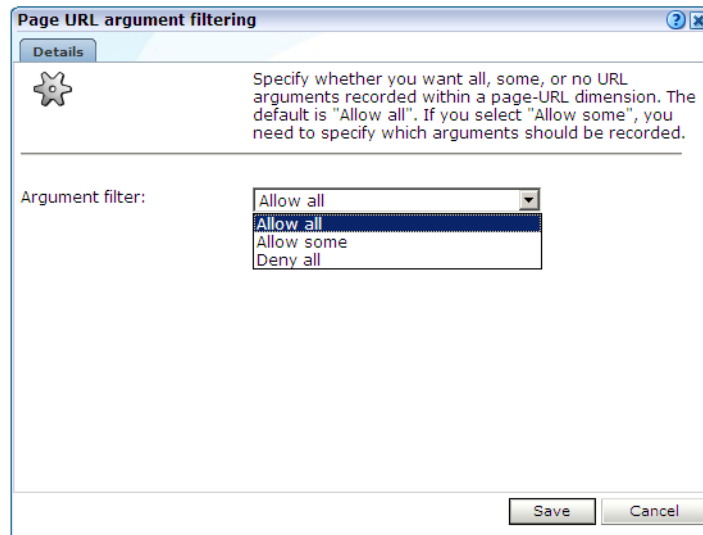 Page URL argument filtering
Details
Specify whether you want all, some, or no URL
arguments recorded within a page-URL dimension. The
default is "Allow all". If you select "Allow some", you
need to specify which arguments should be recorded.
Argument filter:
Allow all
Allow all
Allow some
Deny all
Save
Cancel